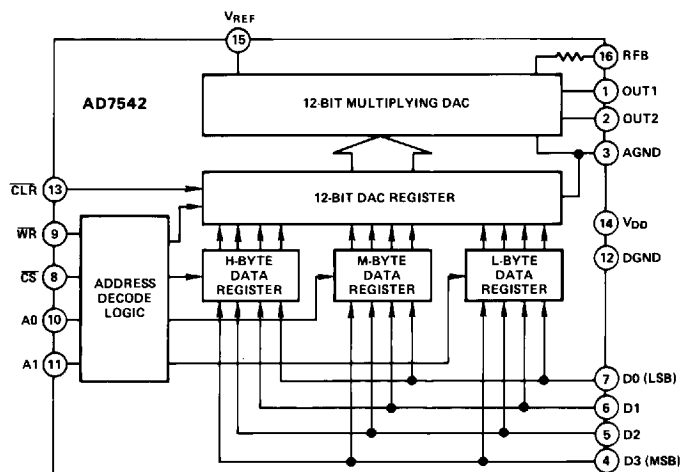 VREF
15
RFB
16
AD7542
12-BIT MULTIPLYING DAC
1
OUT1
2
OUT2
3
AGND
CLR
13
12-BIT DAC REGISTER
WR
9
14
VDD
CS
8
ADDRESS
DECODE
LOGIC
H-BYTE
DATA
REGISTER
M-BYTE
DATA
REGISTER
L-BYTE
DATA
REGISTER
12
DGND
A0
10
A1
11
7
D0 (LSB)
6
D1
5
D2
4
D3 (MSB)